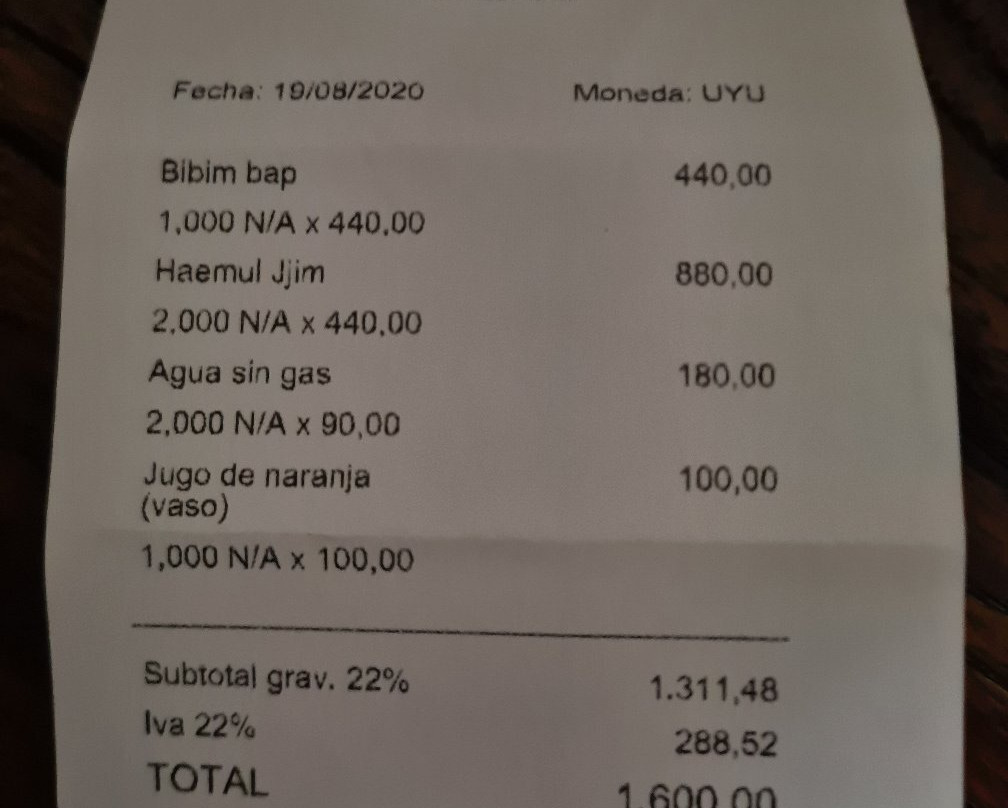 Fecha: 19/08/2020 Moneda: UYU
Bibim bap 440,00
1,000 N/A x 440,00
Haemul Jjim 880,00
2,000 N/A x 440,00
Agua sin gas 180,00
2,000 N/A x 90,00
Jugo de naranja 100,00
(vaso)
1,000 N/A x 100,00
Subtotal grav. 22% 1.311,48
Iva 22% 288,52
TOTAL 1.600,00